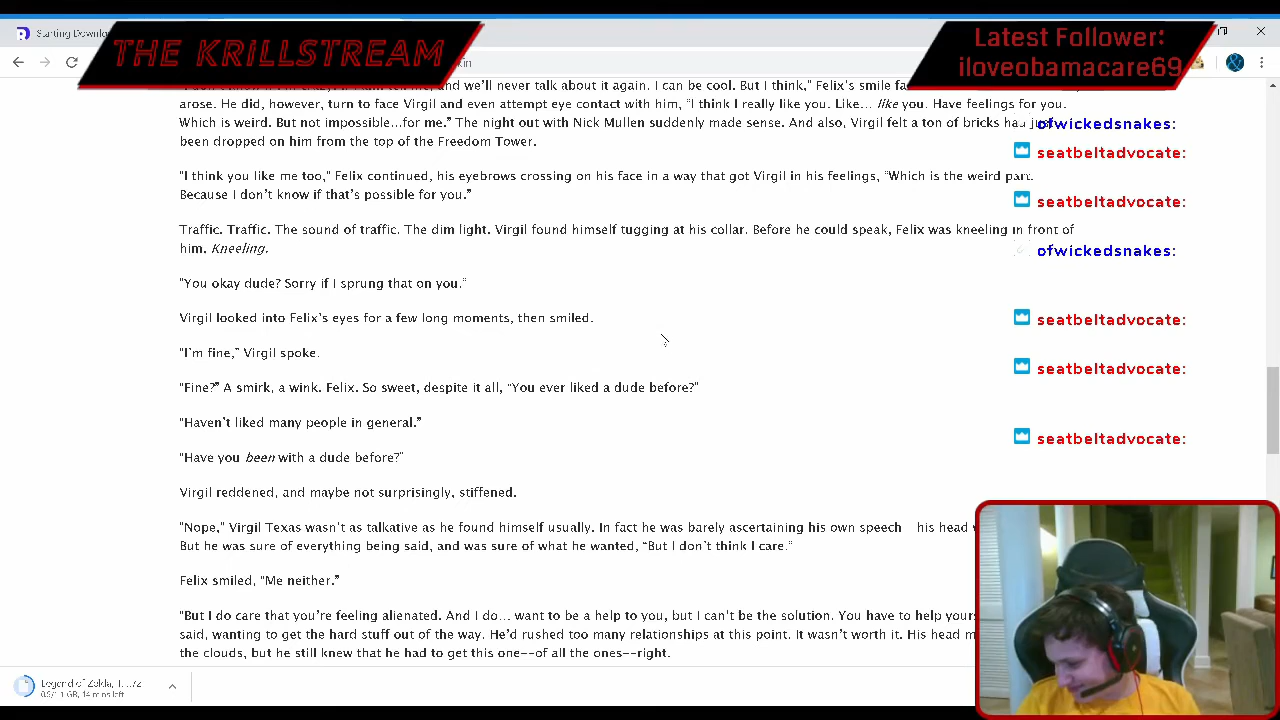 Starting Downlo
THE KRILLSTREAM
Latest Follower:
iloveobamacare69
kin
and we'll never talk about it again. I can be cool. But I think," Felix's smile fa
arose. He did, however, turn to face Virgil and even attempt eye contact with him, "I think I really like you. Like... like you. Have feelings for you.
Which is weird. But not impossible...for me." The night out with Nick Mullen suddenly made sense. And also, Virgil felt a ton of bricks had just
been dropped on him from the top of the Freedom Tower.
"I think you like me too," Felix continued, his eyebrows crossing on his face in a way that got Virgil in his feelings, "Which is the weird part.
Because I don't know if that's possible for you."
Traffic. Traffic. The sound of traffic. The dim light. Virgil found himself tugging at his collar. Before he could speak, Felix was kneeling in front of
him. Kneeling.
"You okay dude? Sorry if I sprung that on you."
Virgil looked into Felix's eyes for a few long moments, then smiled.
"I'm fine," Virgil spoke.
"Fine?" A smirk, a wink. Felix. So sweet, despite it all, "You ever liked a dude before?"
"Haven't liked many people in general."
"Have you been with a dude before?"
Virgil reddened, and maybe not surprisingly, stiffened.
"Nope," Virgil Texas wasn't as talkative as he found himself usually. In fact he was barely ascertaining his own speech – his head w
But he was sure of everything being said, and was sure of what he wanted, "But I don't think I care."
Felix smiled, "Me neither."
"But I do care that you're feeling alienated. And I do... want to be a help to you, but I can't be the solution. You have to help yours
said, wanting to get the hard stuff out of the way. He'd rushed too many relationships at this point. It wasn't worth it. His head m
the clouds, but he still knew that he had to get this one--of all the ones--right.
ofwickedsnakes:
seatbeltadvocate:
seatbeltadvocate:
ofwickedsnakes:
seatbeltadvocate:
seatbeltadvocate:
seatbeltadvocate:
Legend of Zelda,
GB, 14 mins left